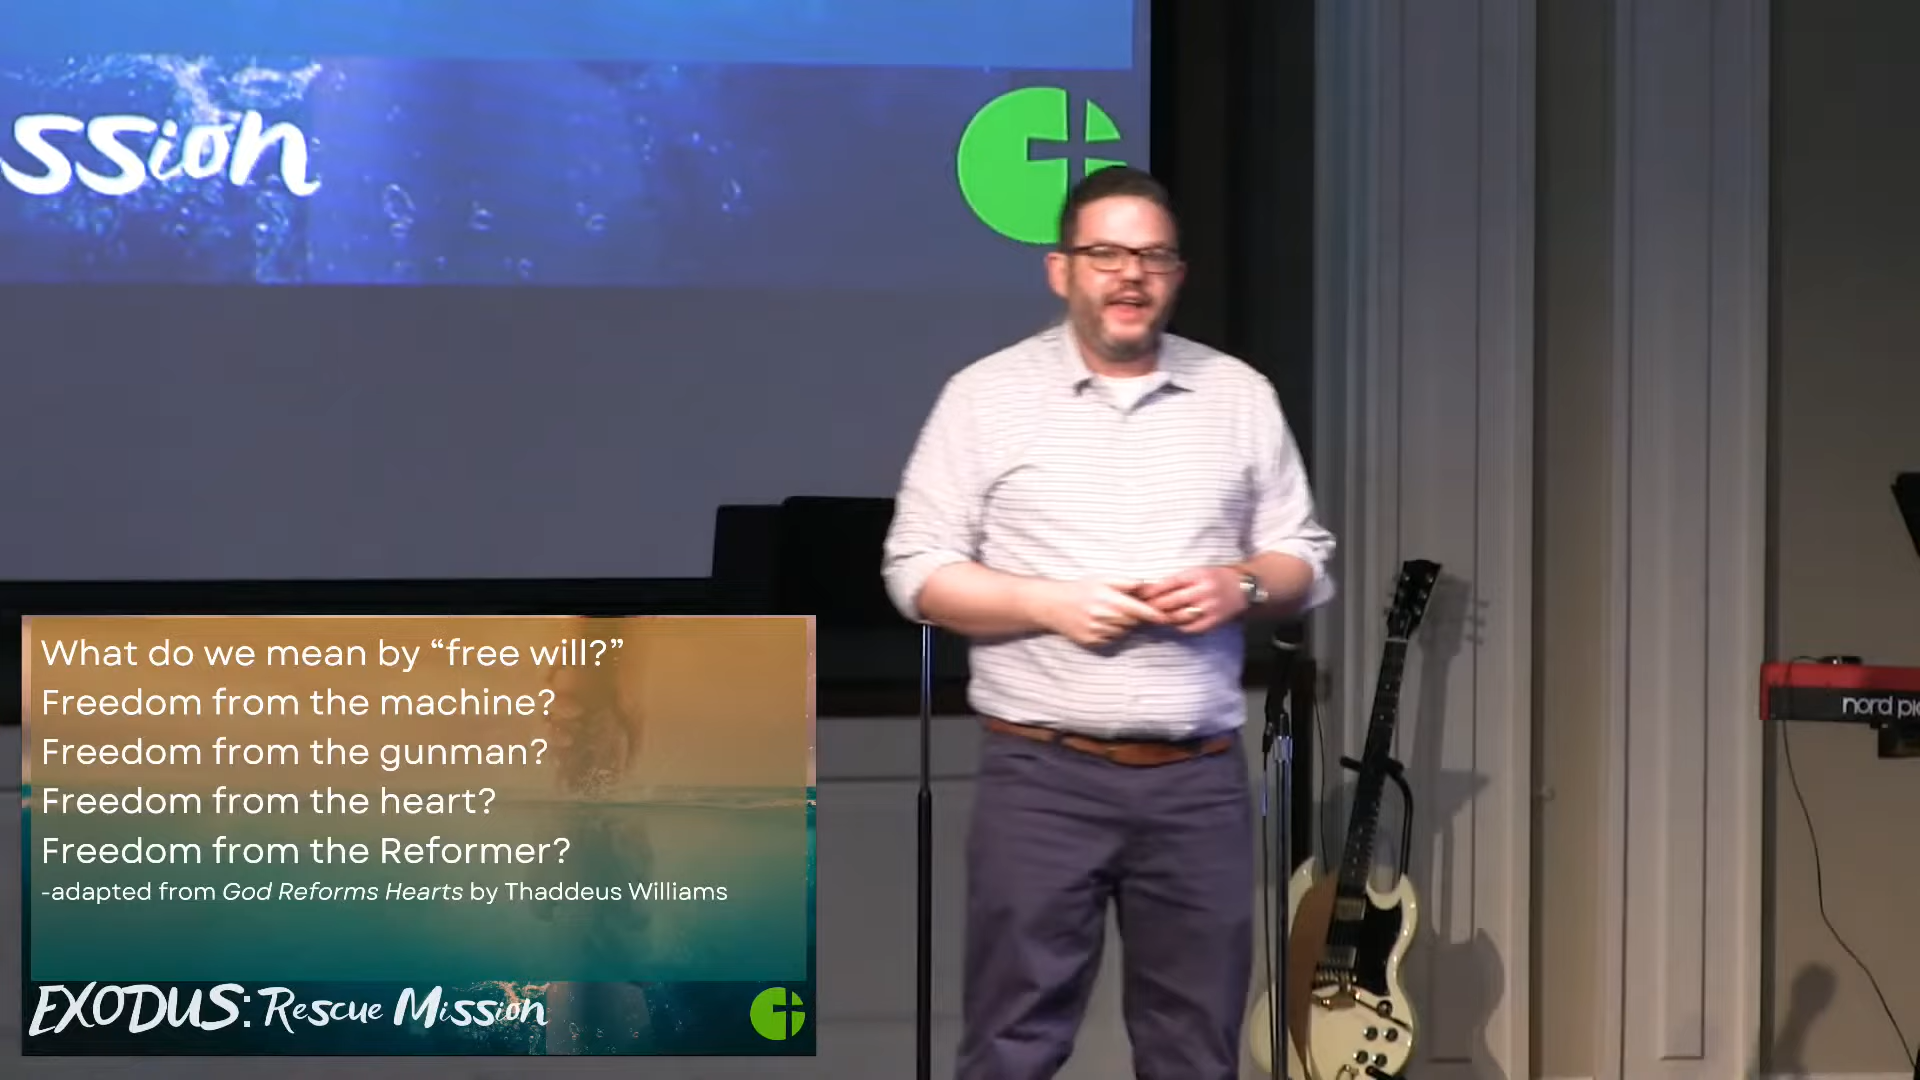 ssion
What do we mean by “free will?”
Freedom from the machine?
Freedom from the gunman?
Freedom from the heart?
Freedom from the Reformer?
-adapted from God Reforms Hearts by Thaddeus Williams
EXODUS: Rescue Mission
nord pi